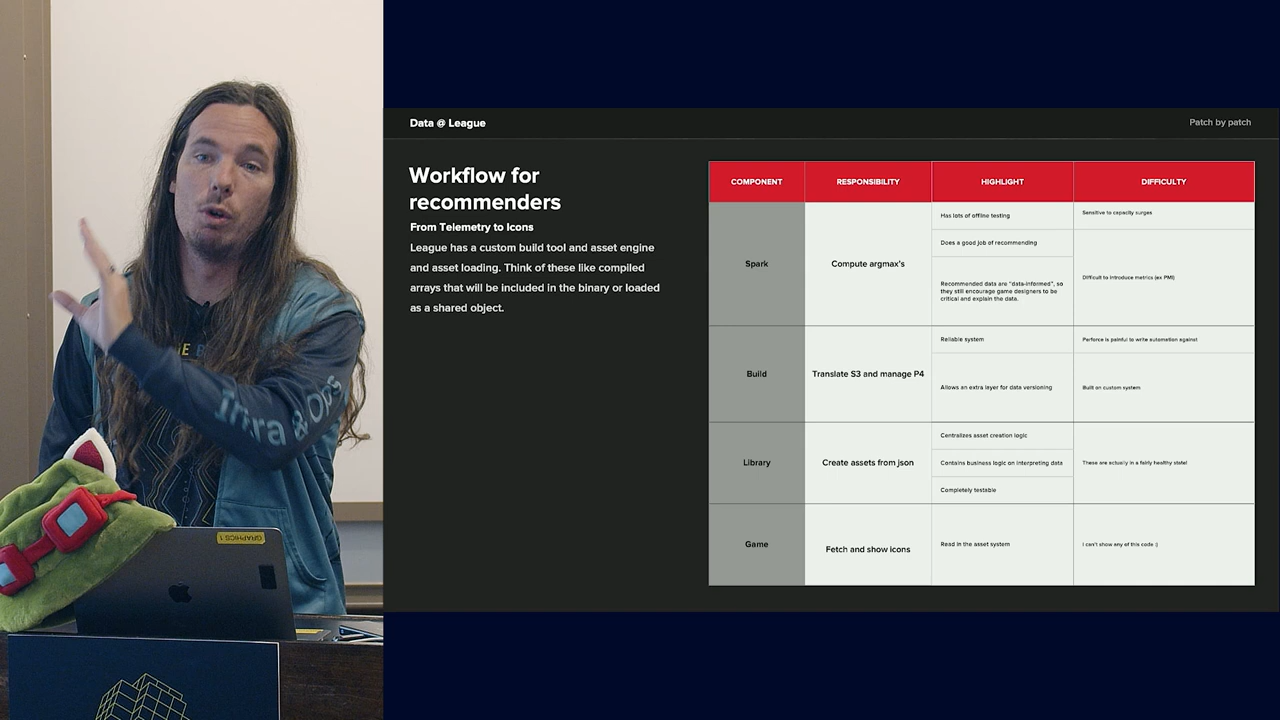 Data @ League
Patch by patch
Workflow for
recommenders
From Telemetry to Icons
League has a custom build tool and asset engine
and asset loading. Think of these like compiled
arrays that will be included in the binary or loaded
as a shared object.
COMPONENT
RESPONSIBILITY
HIGHLIGHT
DIFFICULTY
Spark
Compute argmax's
Has lots of offline testing
Does a good job of recommending
Recommended data are "data-informed", so
they still encourage game designers to be
critical and explain the data.
Sensitive to capacity surges
Difficult to introduce metrics (ex PMI)
Build
Translate S3 and manage P4
Reliable system
Allows an extra layer for data versioning
Perforce is painful to write automation against
Built on custom system
Library
Create assets from json
Centralizes asset creation logic
Contains business logic on interpreting data
Completely testable
These are actually in a fairly healthy state!
Game
Fetch and show icons
Read in the asset system
I can't show any of this code :)
Infra & Ops
GRAPHICS 1